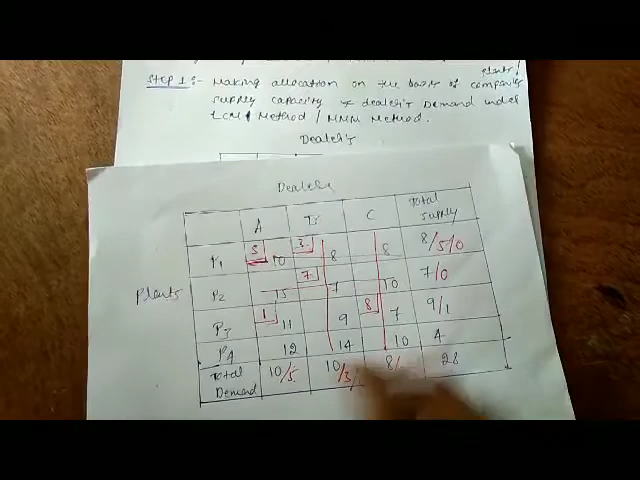 plants/
Step 1:- Making allocation on the basis of companies
supply capacity & dealer's Demand under
LCM Method / MMM Method.
Dealer's
Dealers
A B C Total Supply
P1 5 10 3 8 8 8/5/0
Plants P2 15 7 7 10 7/0
P3 1 11 9 8 7 9/1
P4 12 14 10 4
Total Demand 10/5 10/3/ 8/ 28